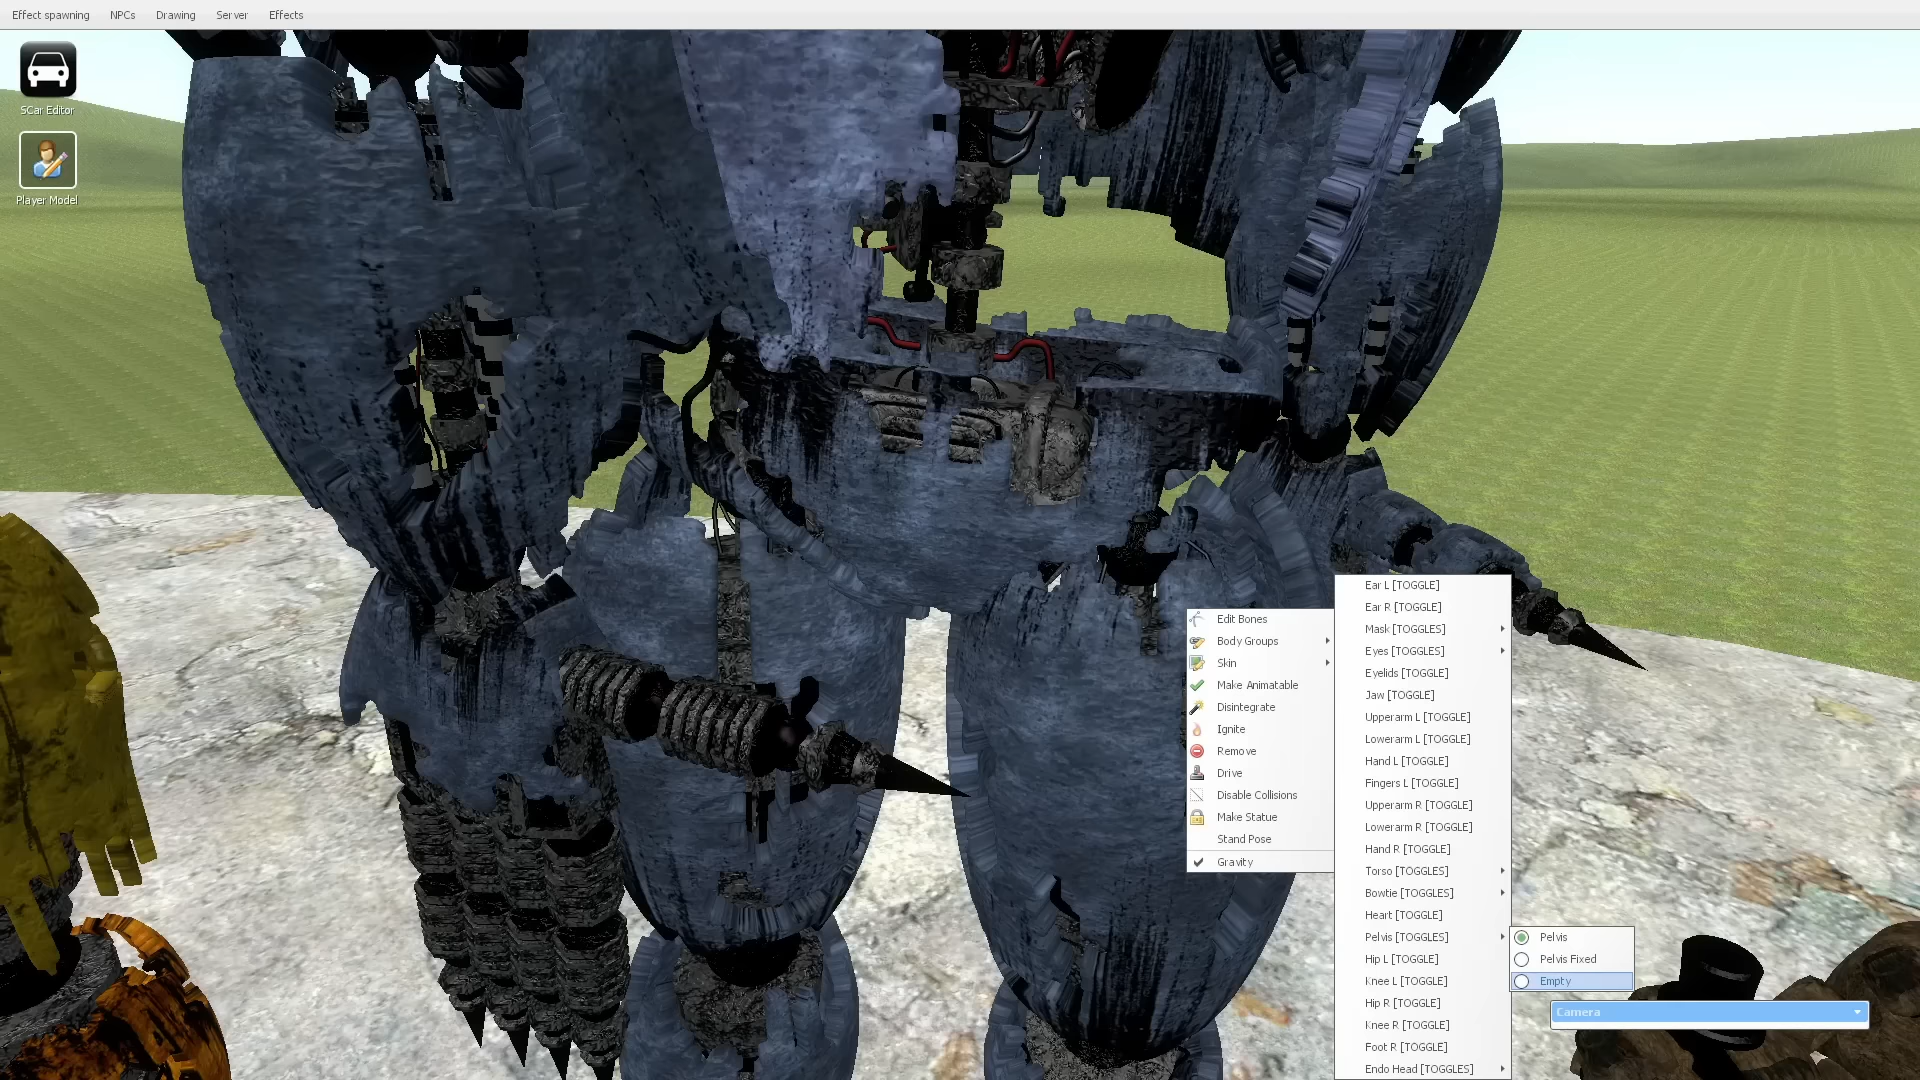 Effect spawning NPCs Drawing Server Effects
SCar Editor
Player Model
Edit Bones
Body Groups
Skin
Make Animatable
Disintegrate
Ignite
Remove
Drive
Disable Collisions
Make Statue
Stand Pose
Gravity
Ear L [TOGGLE]
Ear R [TOGGLE]
Mask [TOGGLES]
Eyes [TOGGLES]
Eyelids [TOGGLE]
Jaw [TOGGLE]
Upperarm L [TOGGLE]
Lowerarm L [TOGGLE]
Hand L [TOGGLE]
Fingers L [TOGGLE]
Upperarm R [TOGGLE]
Lowerarm R [TOGGLE]
Hand R [TOGGLE]
Torso [TOGGLES]
Bowtie [TOGGLES]
Heart [TOGGLE]
Pelvis [TOGGLES]
Hip L [TOGGLE]
Knee L [TOGGLE]
Hip R [TOGGLE]
Knee R [TOGGLE]
Foot R [TOGGLE]
Endo Head [TOGGLES]
Pelvis
Pelvis Fixed
Empty
Camera